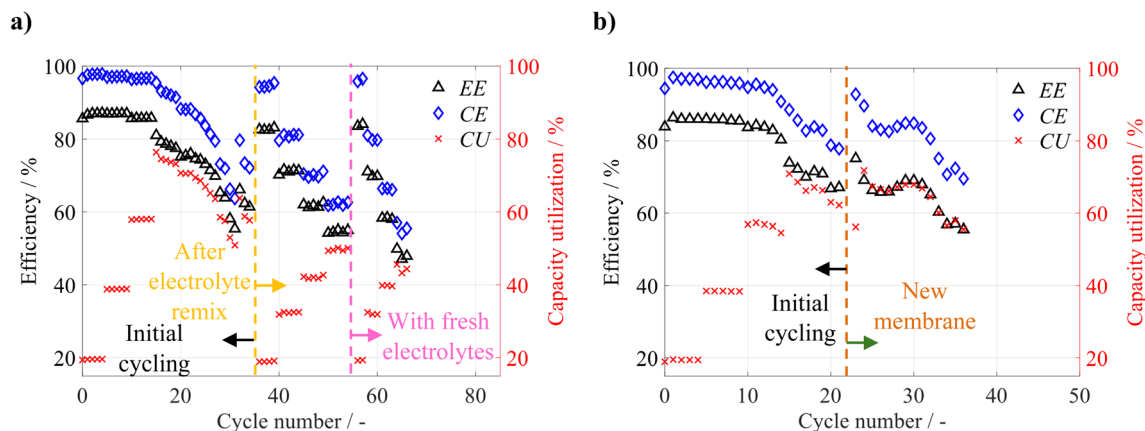 a)
Efficiency / %
100
80
60
40
20
0
20
40
60
80
Cycle number / -
100
80
60
40
20
Capacity utilization / %
EE
CE
CU
After
electrolyte
remix
Initial
cycling
With fresh
electrolytes
b)
Efficiency / %
100
80
60
40
20
0
10
20
30
40
50
Cycle number / -
100
80
60
40
20
Capacity utilization / %
EE
CE
CU
Initial
cycling
New
membrane